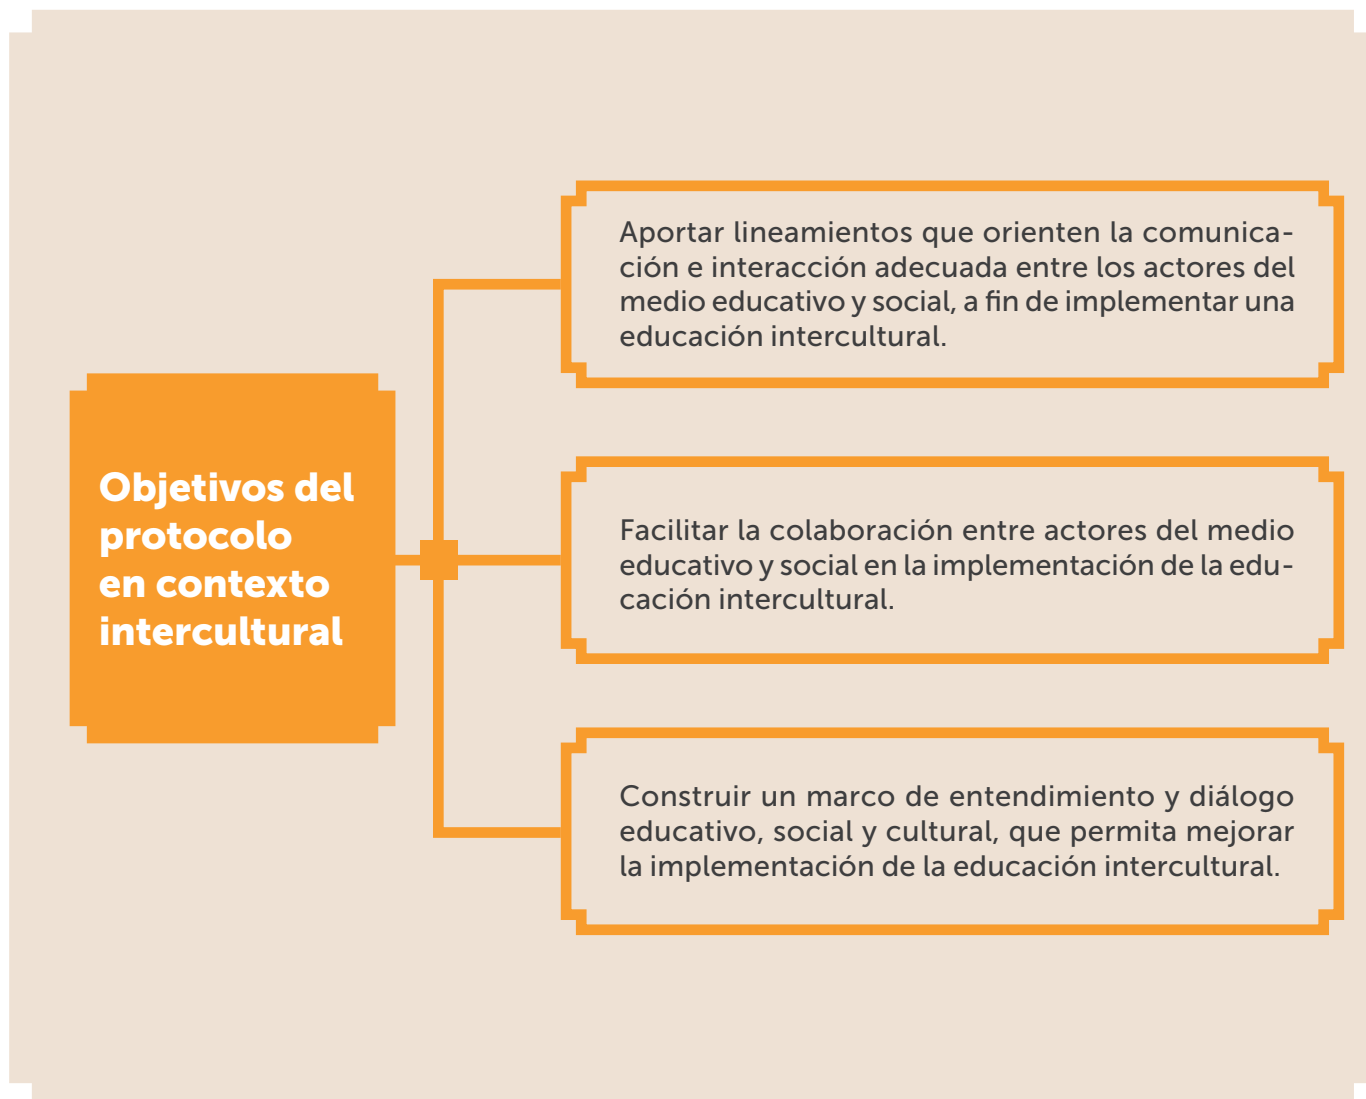 Objetivos del
protocolo
en contexto
intercultural
Aportar lineamientos que orienten la comunica-
ción e interacción adecuada entre los actores del
medio educativo y social, a fin de implementar una
educación intercultural.
Facilitar la colaboración entre actores del medio
educativo y social en la implementación de la edu-
cación intercultural.
Construir un marco de entendimiento y diálogo
educativo, social y cultural, que permita mejorar
la implementación de la educación intercultural.